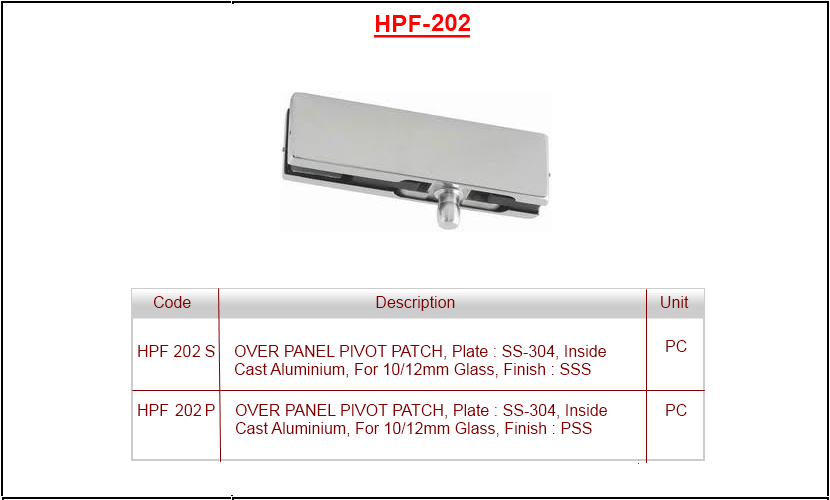 HPF-202
Code Description Unit
HPF 202 S OVER PANEL PIVOT PATCH, Plate : SS-304, Inside PC
Cast Aluminium, For 10/12mm Glass, Finish : SSS
HPF 202 P OVER PANEL PIVOT PATCH, Plate : SS-304, Inside PC
Cast Aluminium, For 10/12mm Glass, Finish : PSS